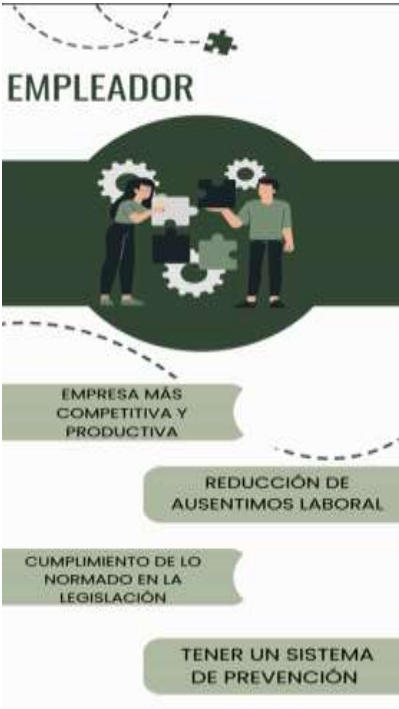 EMPLEADOR
EMPRESA MÁS
COMPETITIVA Y
PRODUCTIVA
REDUCCIÓN DE
AUSENTIMOS LABORAL
CUMPLIMIENTO DE LO
NORMADO EN LA
LEGISLACIÓN
TENER UN SISTEMA
DE PREVENCIÓN